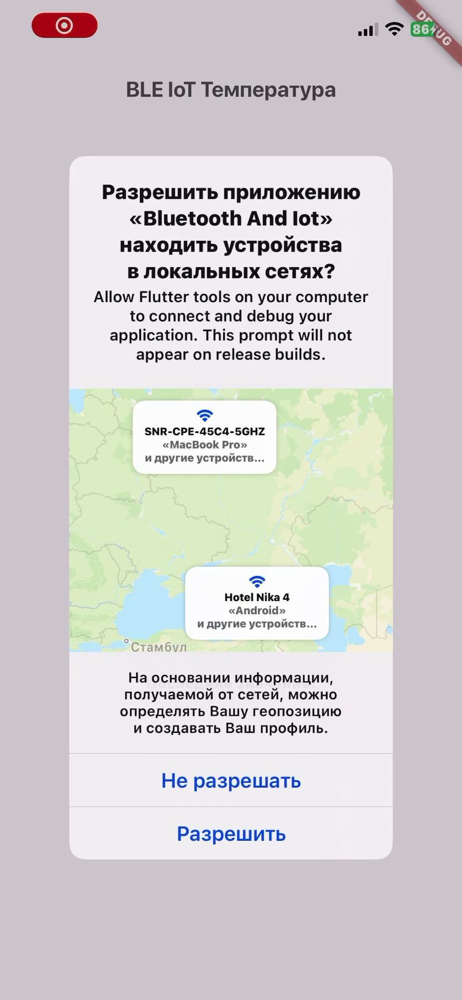 86
DEBUG
BLE IoT Температура
Разрешить приложению
«Bluetooth And Iot»
находить устройства
в локальных сетях?
Allow Flutter tools on your computer
to connect and debug your
application. This prompt will not
appear on release builds.
SNR-CPE-45C4-5GHZ
«MacBook Pro»
и другие устройств...
Hotel Nika 4
«Android»
и другие устройств...
Стамбул
На основании информации,
получаемой от сетей, можно
определять Вашу геопозицию
и создавать Ваш профиль.
Не разрешать
Разрешить